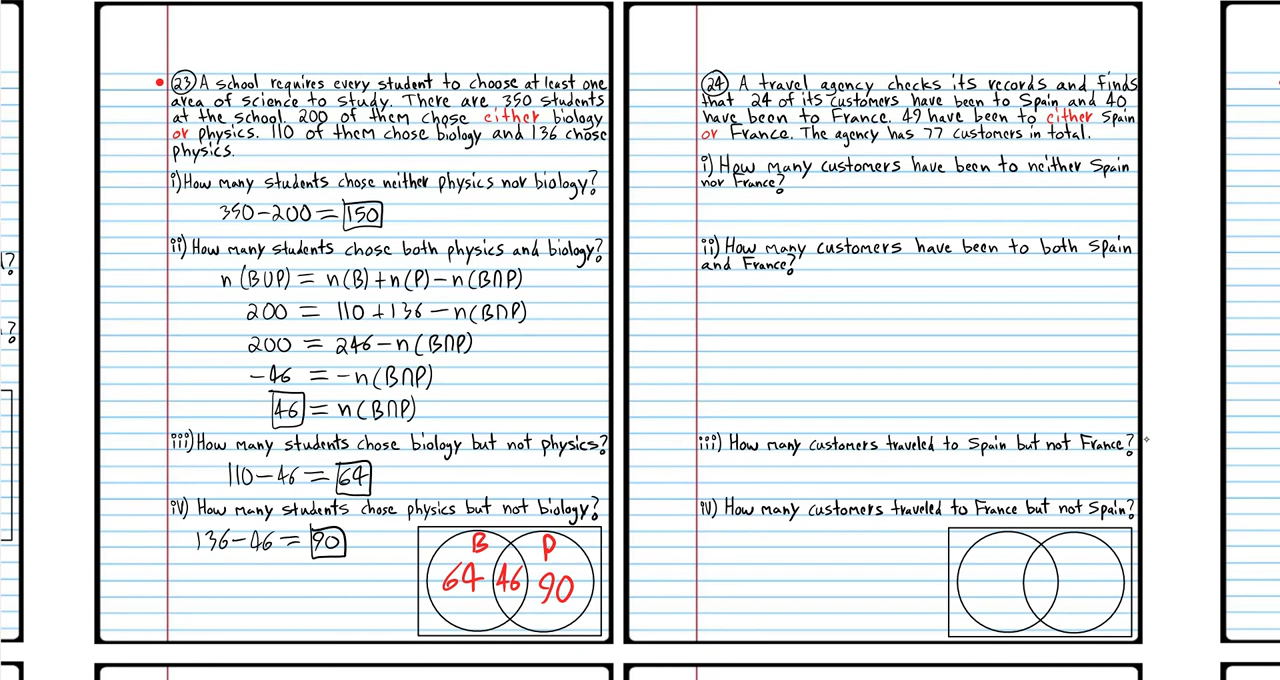 23 A school requires every student to choose at least one
area of science to study. There are 350 students
at the school. 200 of them chose either biology
or physics. 110 of them chose biology and 136 chose
physics.
i) How many students chose neither physics nor biology?
350-200 = 150
ii) How many students chose both physics and biology?
n(B∪P) = n(B)+n(P)-n(B∩P)
200 = 110+136-n(B∩P)
200 = 246-n(B∩P)
-46 = -n(B∩P)
46 = n(B∩P)
iii) How many students chose biology but not physics?
110-46 = 64
iv) How many students chose physics but not biology?
136-46 = 90
B P
64 46 90
24 A travel agency checks its records and finds
that 24 of its customers have been to Spain and 40
have been to France. 49 have been to either Spain
or France. The agency has 77 customers in total.
i) How many customers have been to neither Spain
nor France?
ii) How many customers have been to both Spain
and France?
iii) How many customers traveled to Spain but not France?
iv) How many customers traveled to France but not Spain?